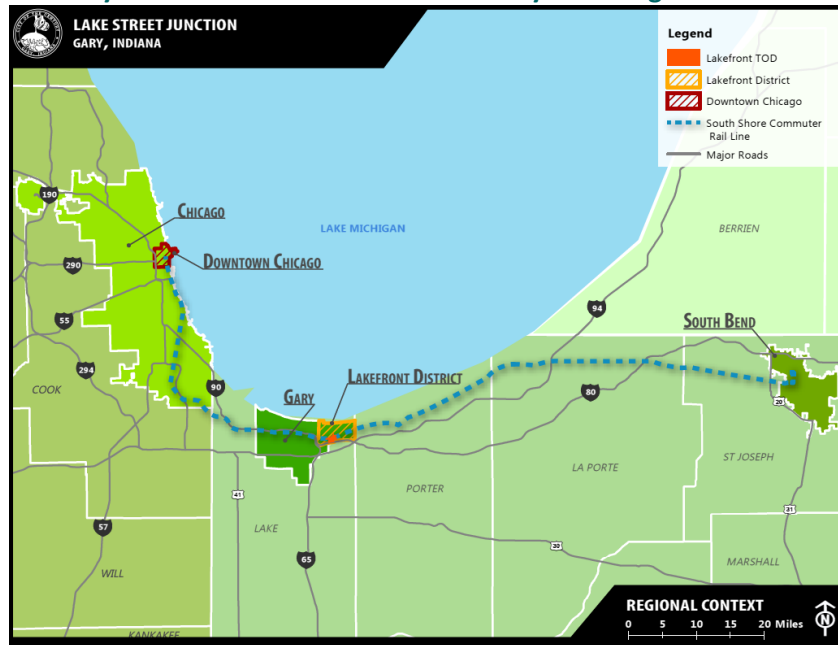 LAKE STREET JUNCTION
GARY, INDIANA
Legend
Lakefront TOD
Lakefront District
Downtown Chicago
South Shore Commuter
Rail Line
Major Roads
190
CHICAGO
LAKE MICHIGAN
BERRIEN
DOWNTOWN CHICAGO
290
94
55
SOUTH BEND
294
LAKEFRONT DISTRICT
COOK
90
GARY
80
20
LA PORTE
ST JOSEPH
PORTER
41
31
LAKE
57
30
65
MARSHALL
WILL
KANKAKEE
REGIONAL CONTEXT
0 5 10 15 20 Miles
N